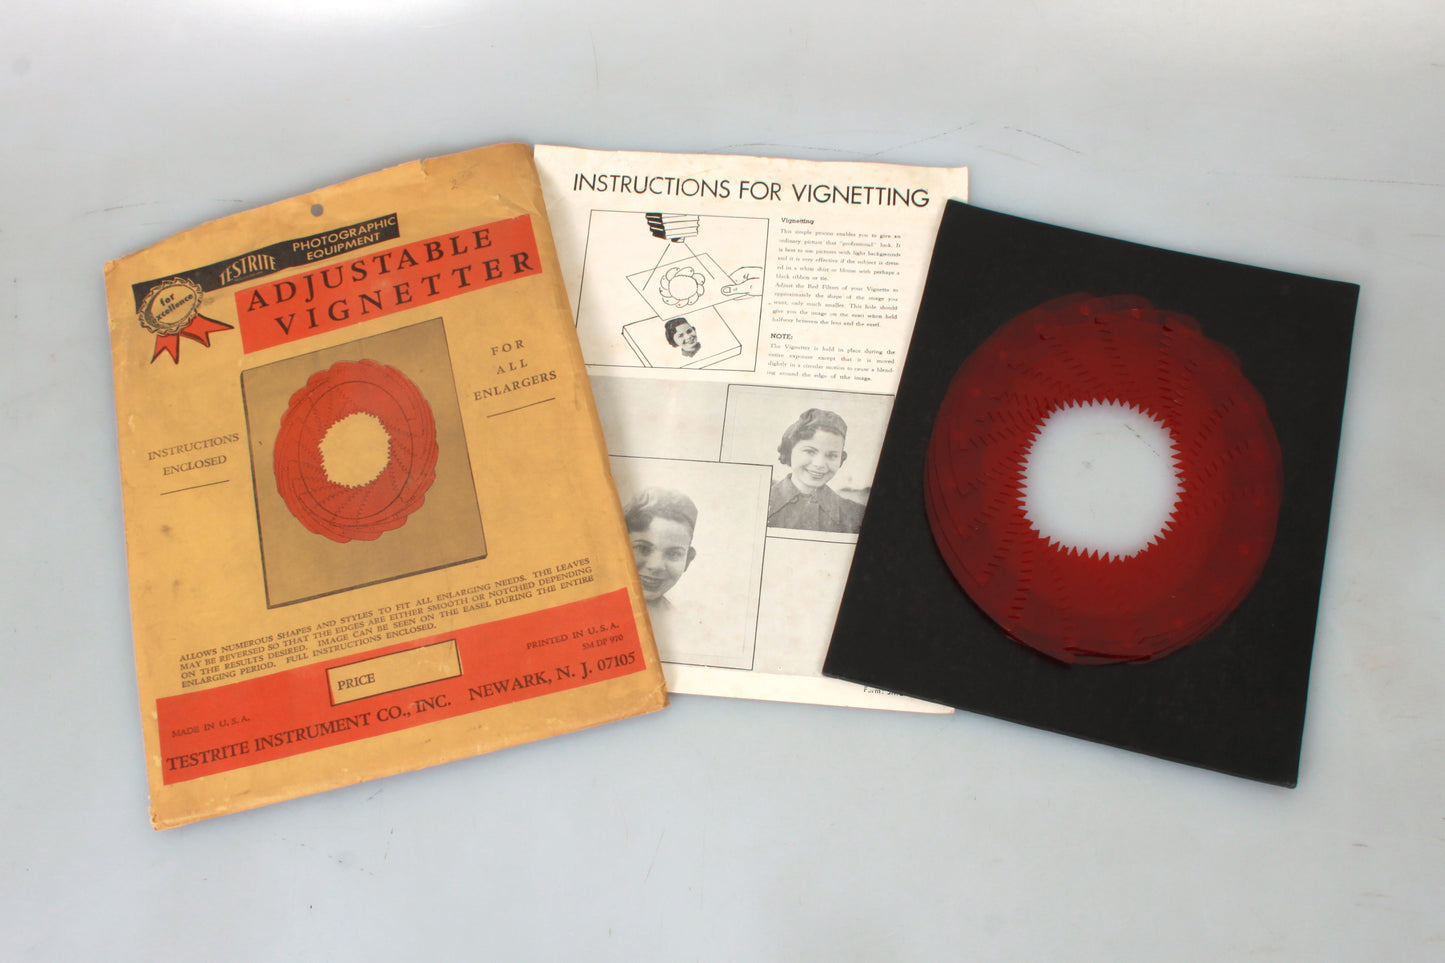 PHOTOGRAPHIC
TESTRITE EQUIPMENT
for
xcellence
ADJUSTABLE
VIGNETTER
FOR
ALL
ENLARGERS
INSTRUCTIONS
ENCLOSED
ALLOWS NUMEROUS SHAPES AND STYLES TO FIT ALL ENLARGING NEEDS. THE LEAVES
MAY BE REVERSED SO THAT THE EDGES ARE EITHER SMOOTH OR NOTCHED DEPENDING
ON THE RESULTS DESIRED. IMAGE CAN BE SEEN ON THE EASEL DURING THE ENTIRE
ENLARGING PERIOD. FULL INSTRUCTIONS ENCLOSED.
PRICE
PRINTED IN U.S.A.
SM DP 970
MADE IN U.S.A.
TESTRITE INSTRUMENT CO., INC. NEWARK, N. J. 07105
INSTRUCTIONS FOR VIGNETTING
Vignetting
This simple process enables you to give an
ordinary picture that "professional" look. It
is best to use pictures with light backgrounds
and it is very effective if the subject is dress-
ed in a white shirt or blouse with perhaps a
black ribbon or tie.
Adjust the Red Filters of your Vignette to
approximately the shape of the image you
want, only much smaller. This hole should
give you the image on the easel when held
halfway between the lens and the easel.
NOTE:
The Vignetter is held in place during the
entire exposure except that it is moved
slightly in a circular motion to cause a blend-
ing around the edge of tthe image.
Form: